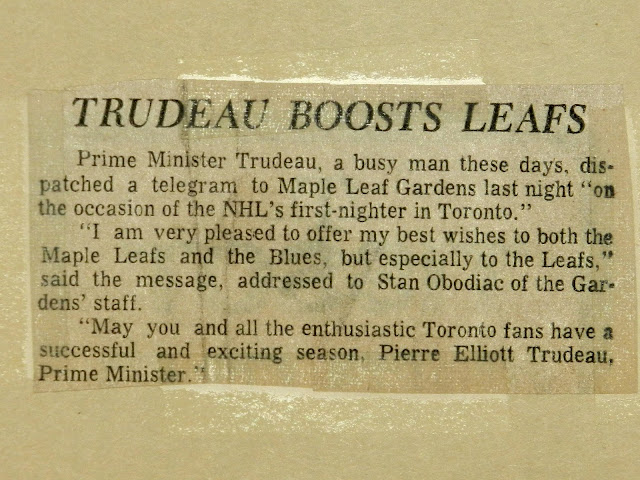 TRUDEAU BOOSTS LEAFS
Prime Minister Trudeau, a busy man these days, dis-
patched a telegram to Maple Leaf Gardens last night "on
the occasion of the NHL's first-nighter in Toronto."
"I am very pleased to offer my best wishes to both the
Maple Leafs and the Blues, but especially to the Leafs,"
said the message, addressed to Stan Obodiac of the Gar-
dens' staff.
"May you and all the enthusiastic Toronto fans have a
successful and exciting season, Pierre Elliott Trudeau,
Prime Minister."